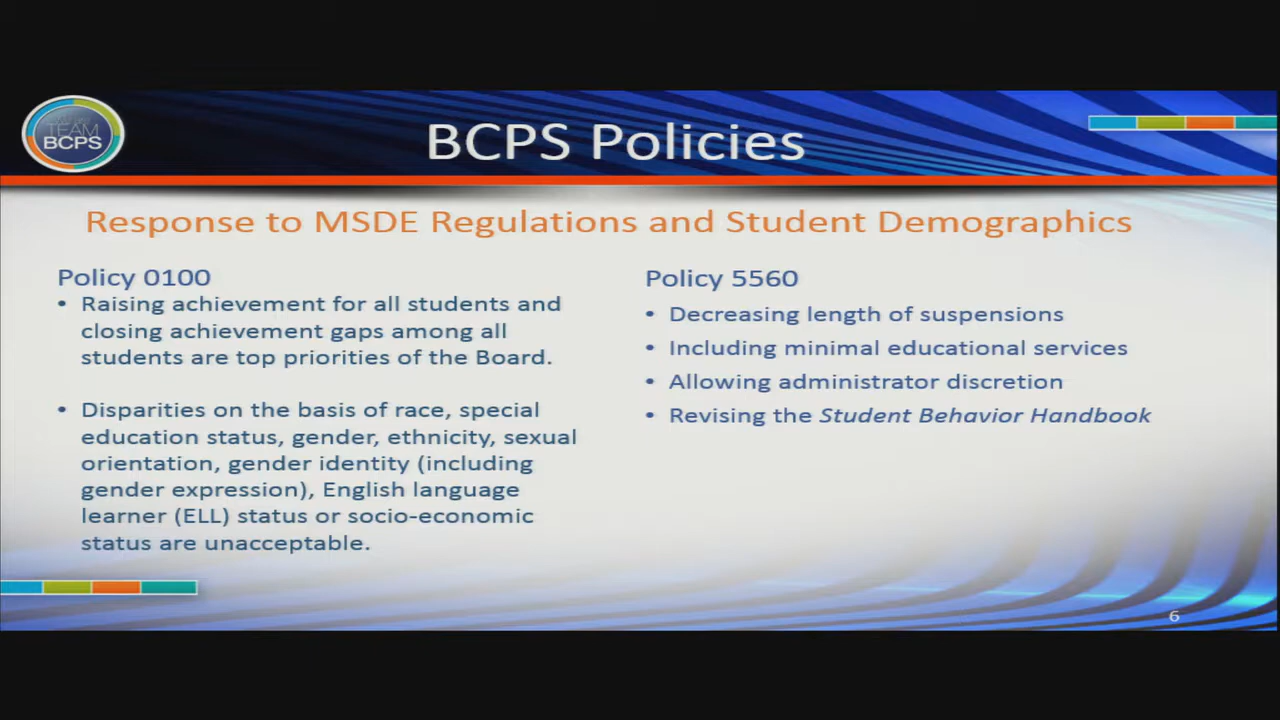 TEAM
BCPS
BCPS Policies
Response to MSDE Regulations and Student Demographics
Policy 0100
• Raising achievement for all students and
closing achievement gaps among all
students are top priorities of the Board.
• Disparities on the basis of race, special
education status, gender, ethnicity, sexual
orientation, gender identity (including
gender expression), English language
learner (ELL) status or socio-economic
status are unacceptable.
Policy 5560
• Decreasing length of suspensions
• Including minimal educational services
• Allowing administrator discretion
• Revising the Student Behavior Handbook
6